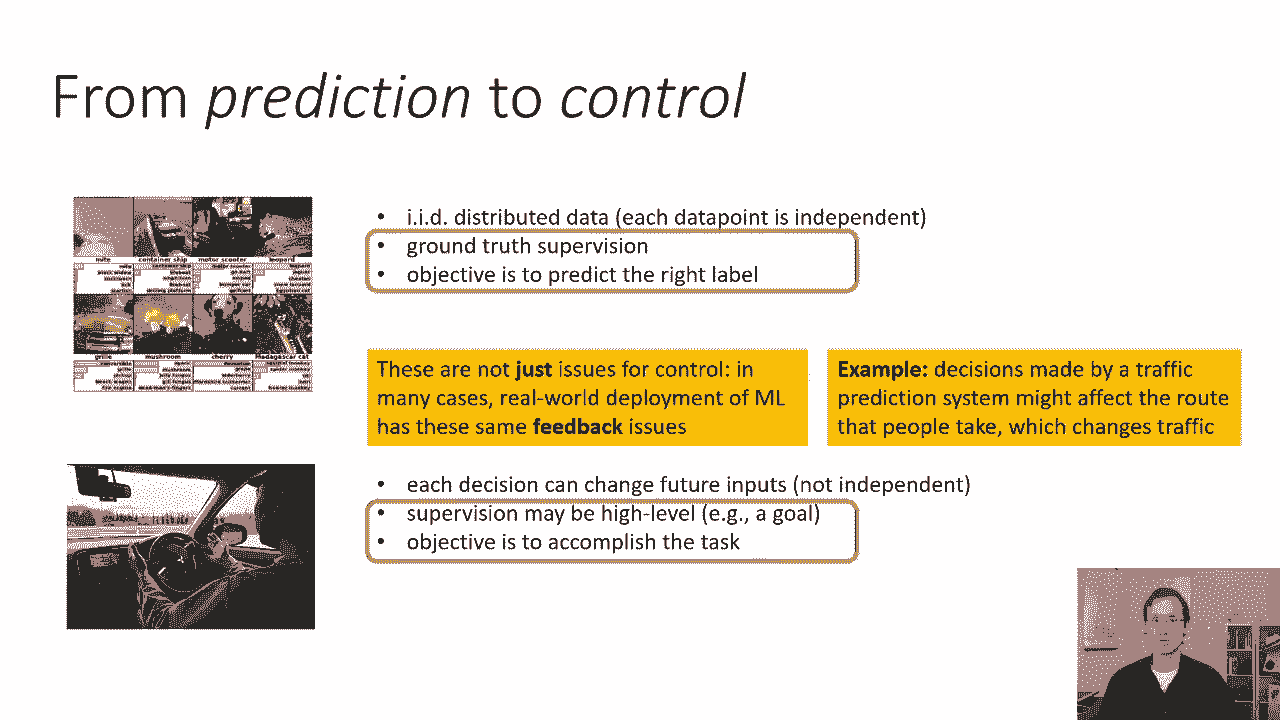 From prediction to control
• i.i.d. distributed data (each datapoint is independent)
• ground truth supervision
• objective is to predict the right label
mite container ship motor scooter leopard
grille mushroom cherry Madagascar cat
These are not just issues for control: in
many cases, real-world deployment of ML
has these same feedback issues
Example: decisions made by a traffic
prediction system might affect the route
that people take, which changes traffic
• each decision can change future inputs (not independent)
• supervision may be high-level (e.g., a goal)
• objective is to accomplish the task